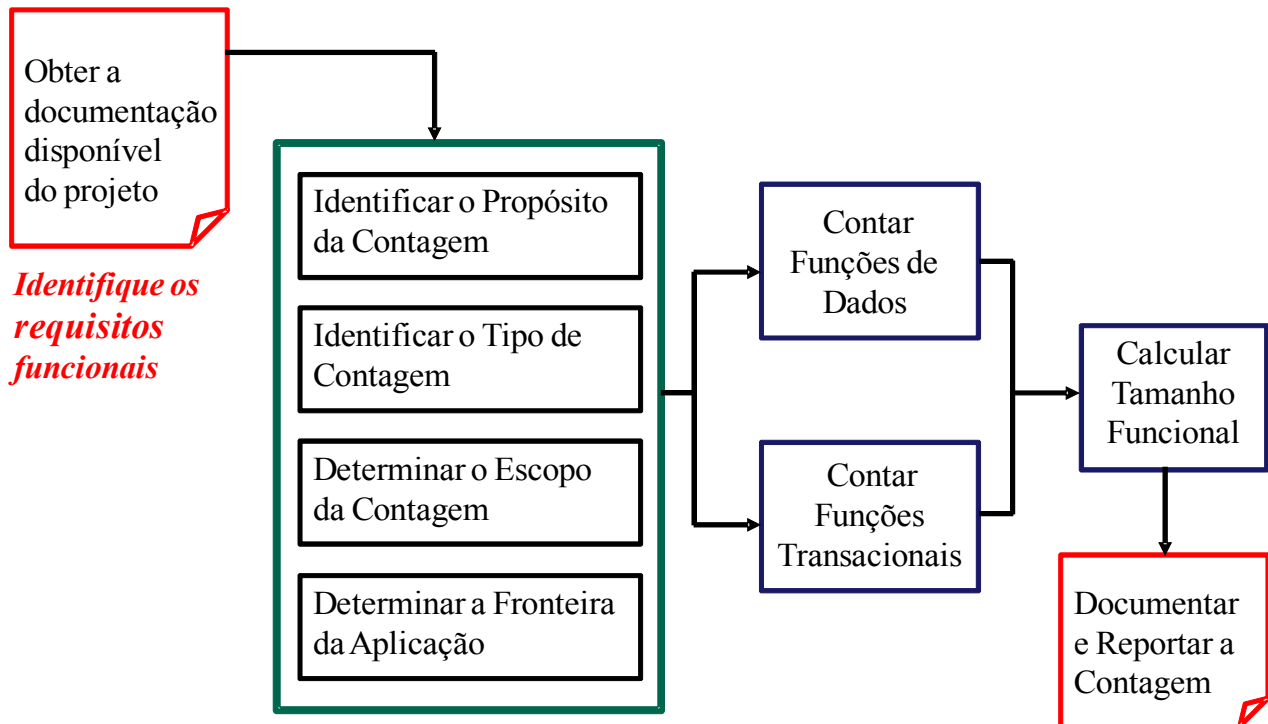 Obter a
documentação
disponível
do projeto
Identifique os
requisitos
funcionais
Identificar o Propósito
da Contagem
Identificar o Tipo de
Contagem
Determinar o Escopo
da Contagem
Determinar a Fronteira
da Aplicação
Contar
Funções de
Dados
Contar
Funções
Transacionais
Calcular
Tamanho
Funcional
Documentar
e Reportar a
Contagem